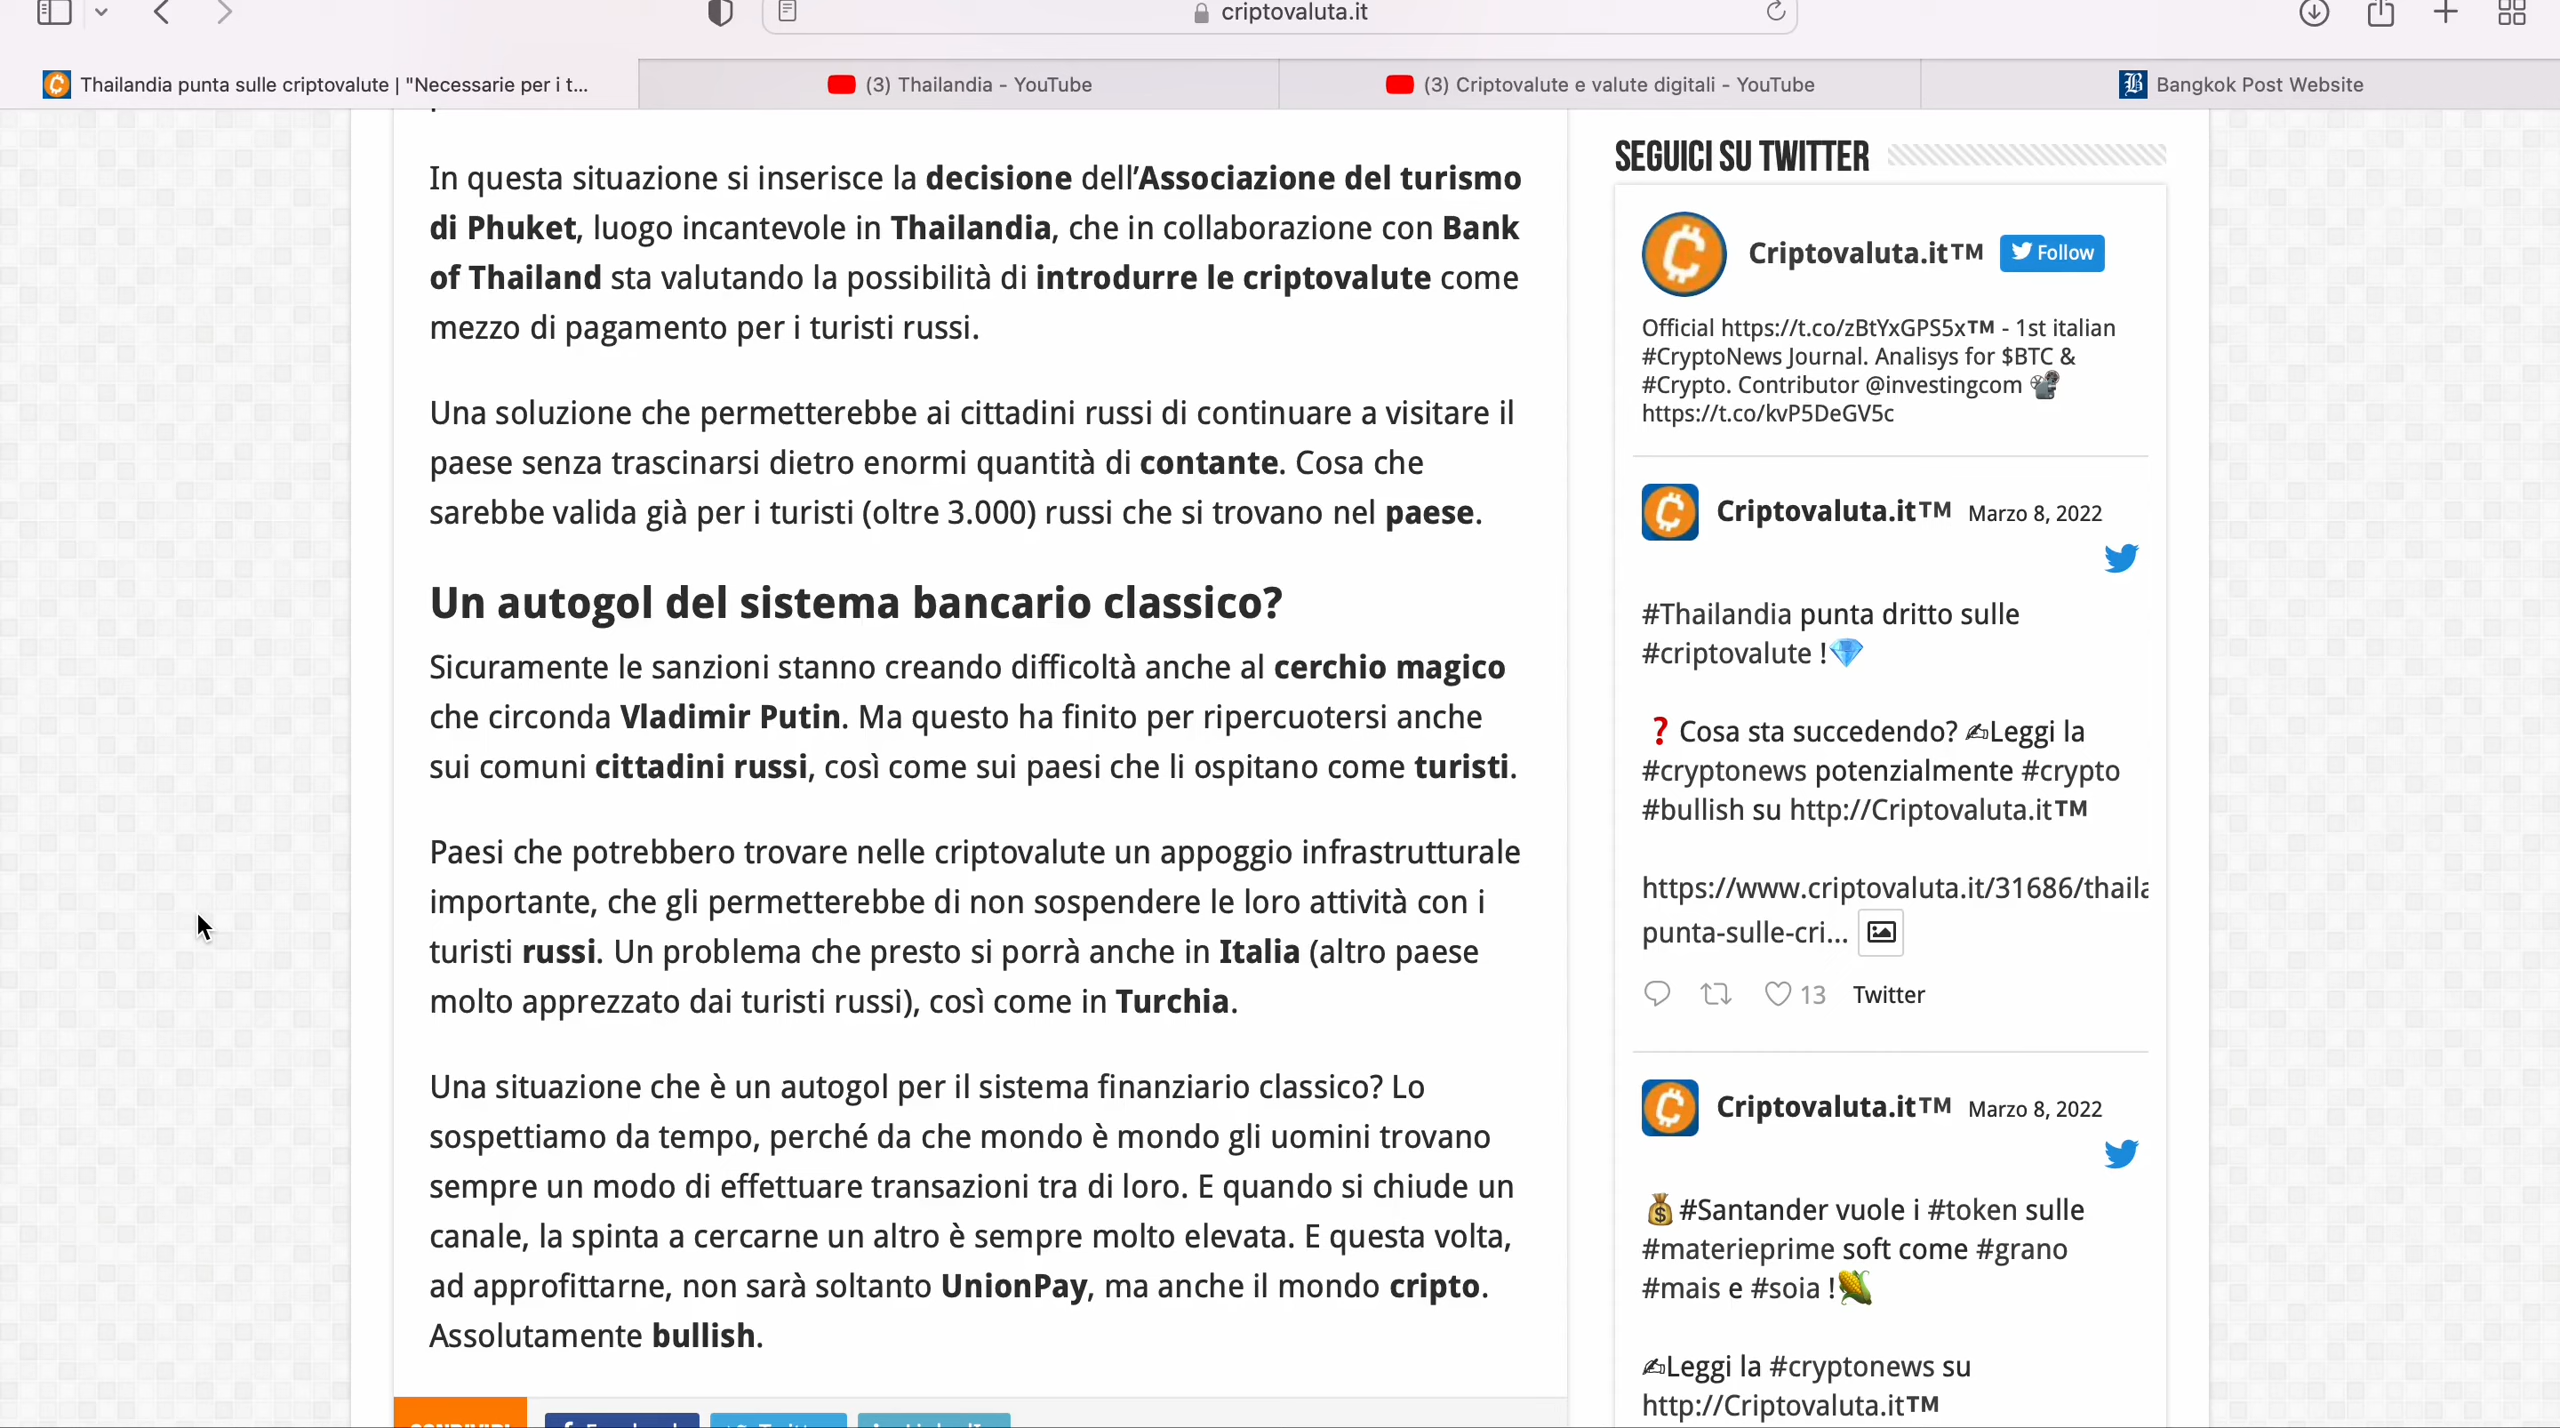 criptovaluta.it
Thailandia punta sulle criptovalute | "Necessarie per i t...
(3) Thailandia - YouTube
(3) Criptovalute e valute digitali - YouTube
Bangkok Post Website
In questa situazione si inserisce la decisione dell'Associazione del turismo
di Phuket, luogo incantevole in Thailandia, che in collaborazione con Bank
of Thailand sta valutando la possibilità di introdurre le criptovalute come
mezzo di pagamento per i turisti russi.
Una soluzione che permetterebbe ai cittadini russi di continuare a visitare il
paese senza trascinarsi dietro enormi quantità di contante. Cosa che
sarebbe valida già per i turisti (oltre 3.000) russi che si trovano nel paese.
Un autogol del sistema bancario classico?
Sicuramente le sanzioni stanno creando difficoltà anche al cerchio magico
che circonda Vladimir Putin. Ma questo ha finito per ripercuotersi anche
sui comuni cittadini russi, così come sui paesi che li ospitano come turisti.
Paesi che potrebbero trovare nelle criptovalute un appoggio infrastrutturale
importante, che gli permetterebbe di non sospendere le loro attività con i
turisti russi. Un problema che presto si porrà anche in Italia (altro paese
molto apprezzato dai turisti russi), così come in Turchia.
Una situazione che è un autogol per il sistema finanziario classico? Lo
sospettiamo da tempo, perché da che mondo è mondo gli uomini trovano
sempre un modo di effettuare transazioni tra di loro. E quando si chiude un
canale, la spinta a cercarne un altro è sempre molto elevata. E questa volta,
ad approfittarne, non sarà soltanto UnionPay, ma anche il mondo cripto.
Assolutamente bullish.
SEGUICI SU TWITTER
Criptovaluta.it™ Follow
Official https://t.co/zBtYxGPS5x™ - 1st italian
#CryptoNews Journal. Analisys for $BTC &
#Crypto. Contributor @investingcom 📽
https://t.co/kvP5DeGV5c
Criptovaluta.it™ Marzo 8, 2022
#Thailandia punta dritto sulle
#criptovalute !💎
❓ Cosa sta succedendo? ✍Leggi la
#cryptonews potenzialmente #crypto
#bullish su http://Criptovaluta.it™
https://www.criptovaluta.it/31686/thaila
punta-sulle-cri...
13 Twitter
Criptovaluta.it™ Marzo 8, 2022
💰#Santander vuole i #token sulle
#materieprime soft come #grano
#mais e #soia !🌽
✍Leggi la #cryptonews su
http://Criptovaluta.it™